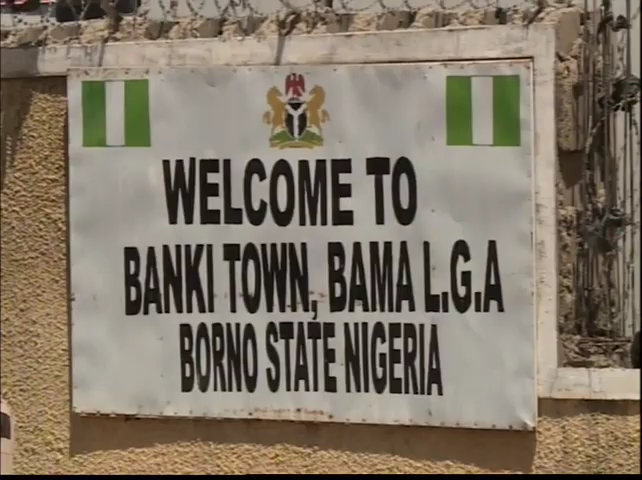 WELCOME TO
BANKI TOWN, BAMA L.G.A
BORNO STATE NIGERIA